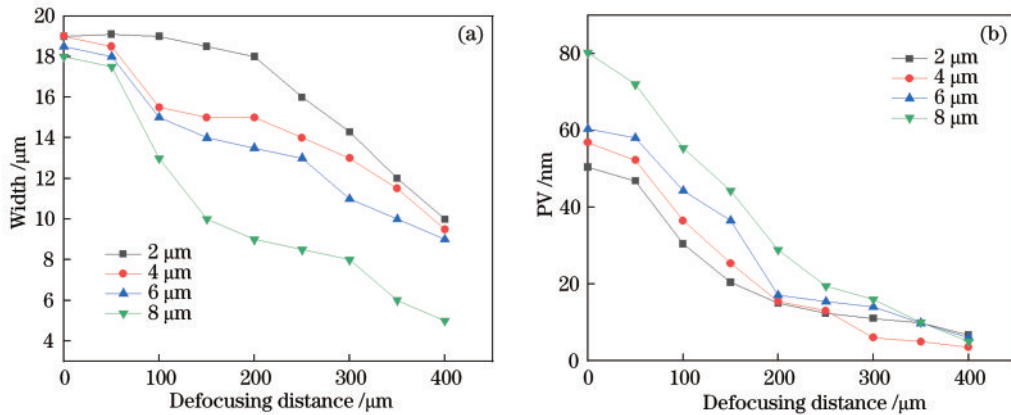 (a)
Width /μm
20
18
16
14
12
10
8
6
4
2 μm
4 μm
6 μm
8 μm
0 100 200 300 400
Defocusing distance /μm
(b)
PV /nm
80
60
40
20
0
2 μm
4 μm
6 μm
8 μm
0 100 200 300 400
Defocusing distance /μm